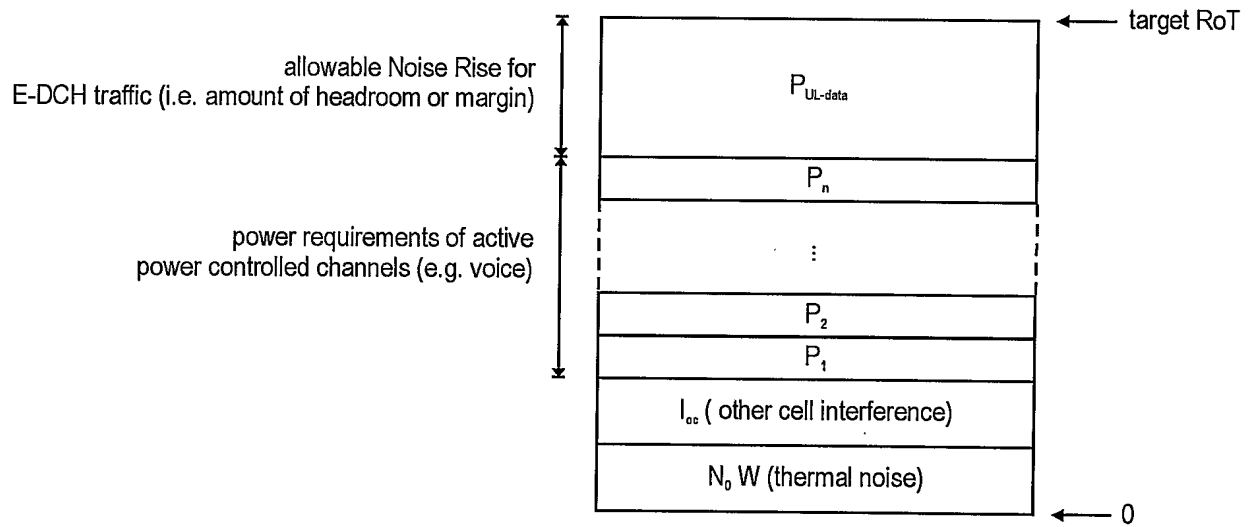 target RoT
allowable Noise Rise for
E-DCH traffic (i.e. amount of headroom or margin)
P_UL-data
P_n
power requirements of active
power controlled channels (e.g. voice)
⋮
P_2
P_1
I_oc ( other cell interference)
N_0 W (thermal noise)
0